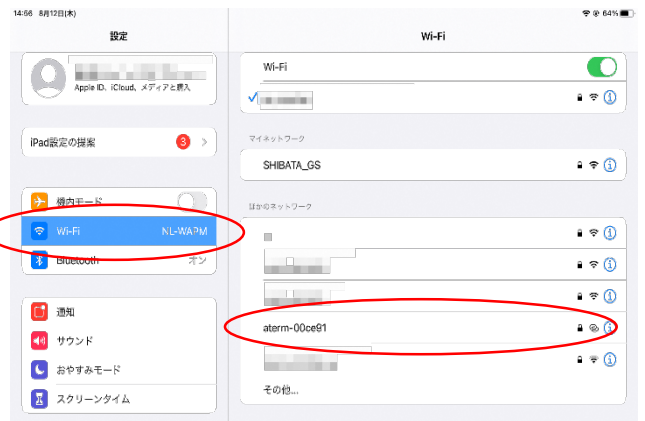 14:56 8月12日(木)
64%
設定
Wi-Fi
Apple ID、iCloud、メディアと購入
iPad設定の提案
3
機内モード
Wi-Fi
NL-WAPM
Bluetooth
オン
通知
サウンド
おやすみモード
スクリーンタイム
Wi-Fi
マイネットワーク
SHIBATA_GS
ほかのネットワーク
aterm-00ce91
その他...